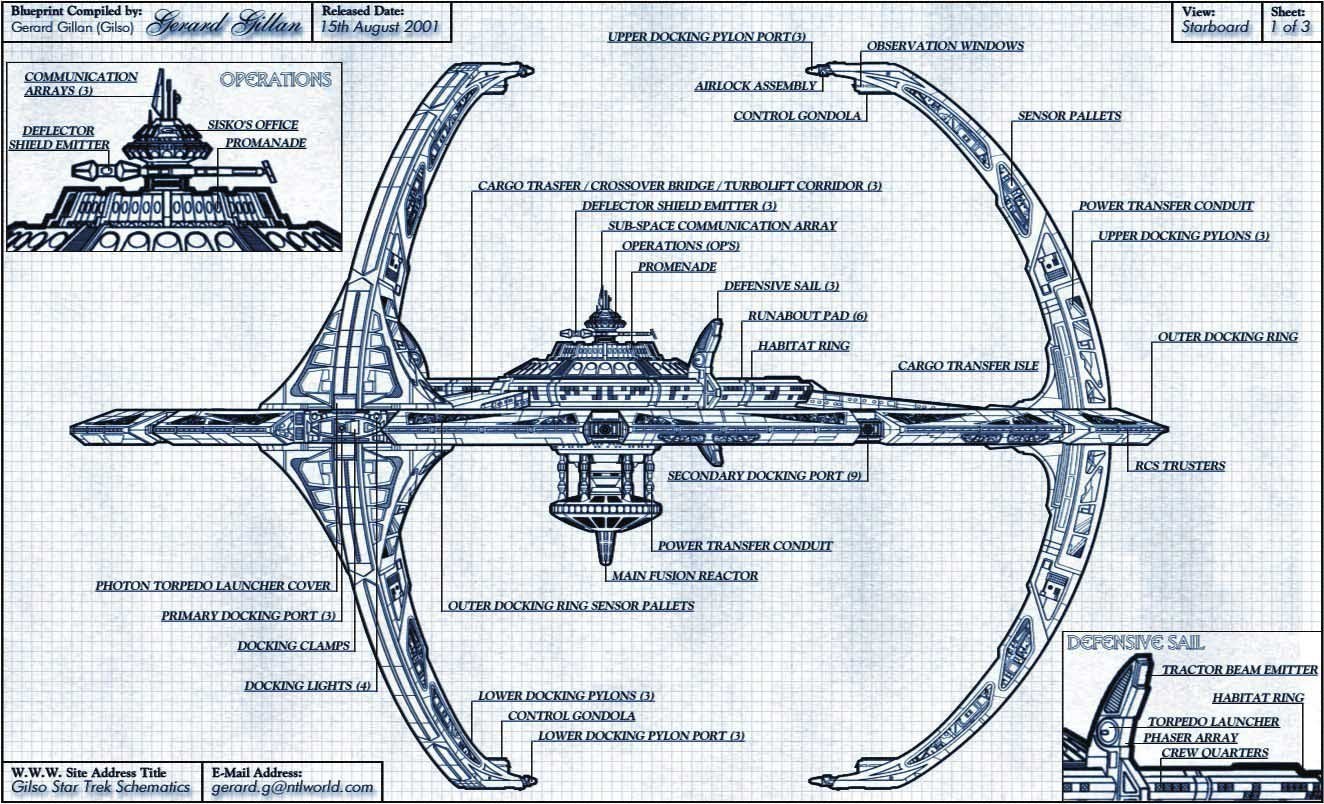 Blueprint Compiled by:
Gerard Gillan (Gilso)
Gerard Gillan
Released Date:
15th August 2001
View:
Starboard
Sheet:
1 of 3
OPERATIONS
COMMUNICATION
ARRAYS (3)
DEFLECTOR
SHIELD EMITTER
SISKO'S OFFICE
PROMANADE
UPPER DOCKING PYLON PORT(3)
OBSERVATION WINDOWS
AIRLOCK ASSEMBLY
CONTROL GONDOLA
SENSOR PALLETS
CARGO TRASFER / CROSSOVER BRIDGE / TURBOLIFT CORRIDOR (3)
DEFLECTOR SHIELD EMITTER (3)
SUB-SPACE COMMUNICATION ARRAY
OPERATIONS (OP'S)
PROMENADE
DEFENSIVE SAIL (3)
RUNABOUT PAD (6)
HABITAT RING
CARGO TRANSFER ISLE
POWER TRANSFER CONDUIT
UPPER DOCKING PYLONS (3)
OUTER DOCKING RING
RCS TRUSTERS
SECONDARY DOCKING PORT (9)
POWER TRANSFER CONDUIT
MAIN FUSION REACTOR
OUTER DOCKING RING SENSOR PALLETS
PHOTON TORPEDO LAUNCHER COVER
PRIMARY DOCKING PORT (3)
DOCKING CLAMPS
DOCKING LIGHTS (4)
LOWER DOCKING PYLONS (3)
CONTROL GONDOLA
LOWER DOCKING PYLON PORT (3)
DEFENSIVE SAIL
TRACTOR BEAM EMITTER
HABITAT RING
TORPEDO LAUNCHER
PHASER ARRAY
CREW QUARTERS
W.W.W. Site Address Title
Gilso Star Trek Schematics
E-Mail Address:
gerard.g@ntlworld.com